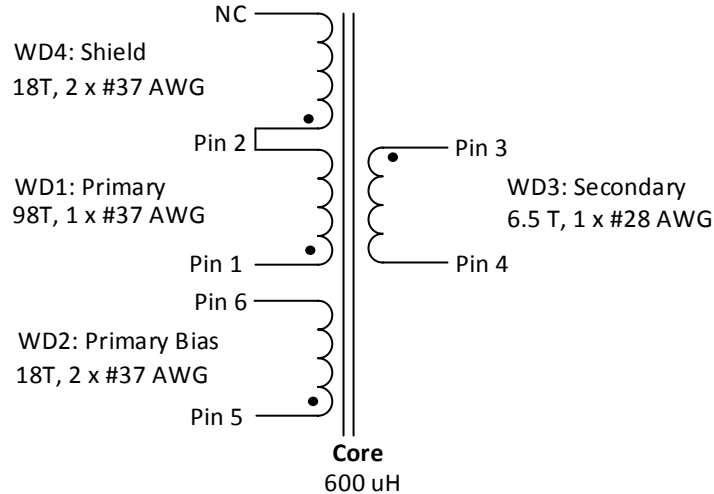 NC
WD4: Shield
18T, 2 x #37 AWG
Pin 2
Pin 3
WD1: Primary
98T, 1 x #37 AWG
WD3: Secondary
6.5 T, 1 x #28 AWG
Pin 1
Pin 4
Pin 6
WD2: Primary Bias
18T, 2 x #37 AWG
Pin 5
Core
600 uH